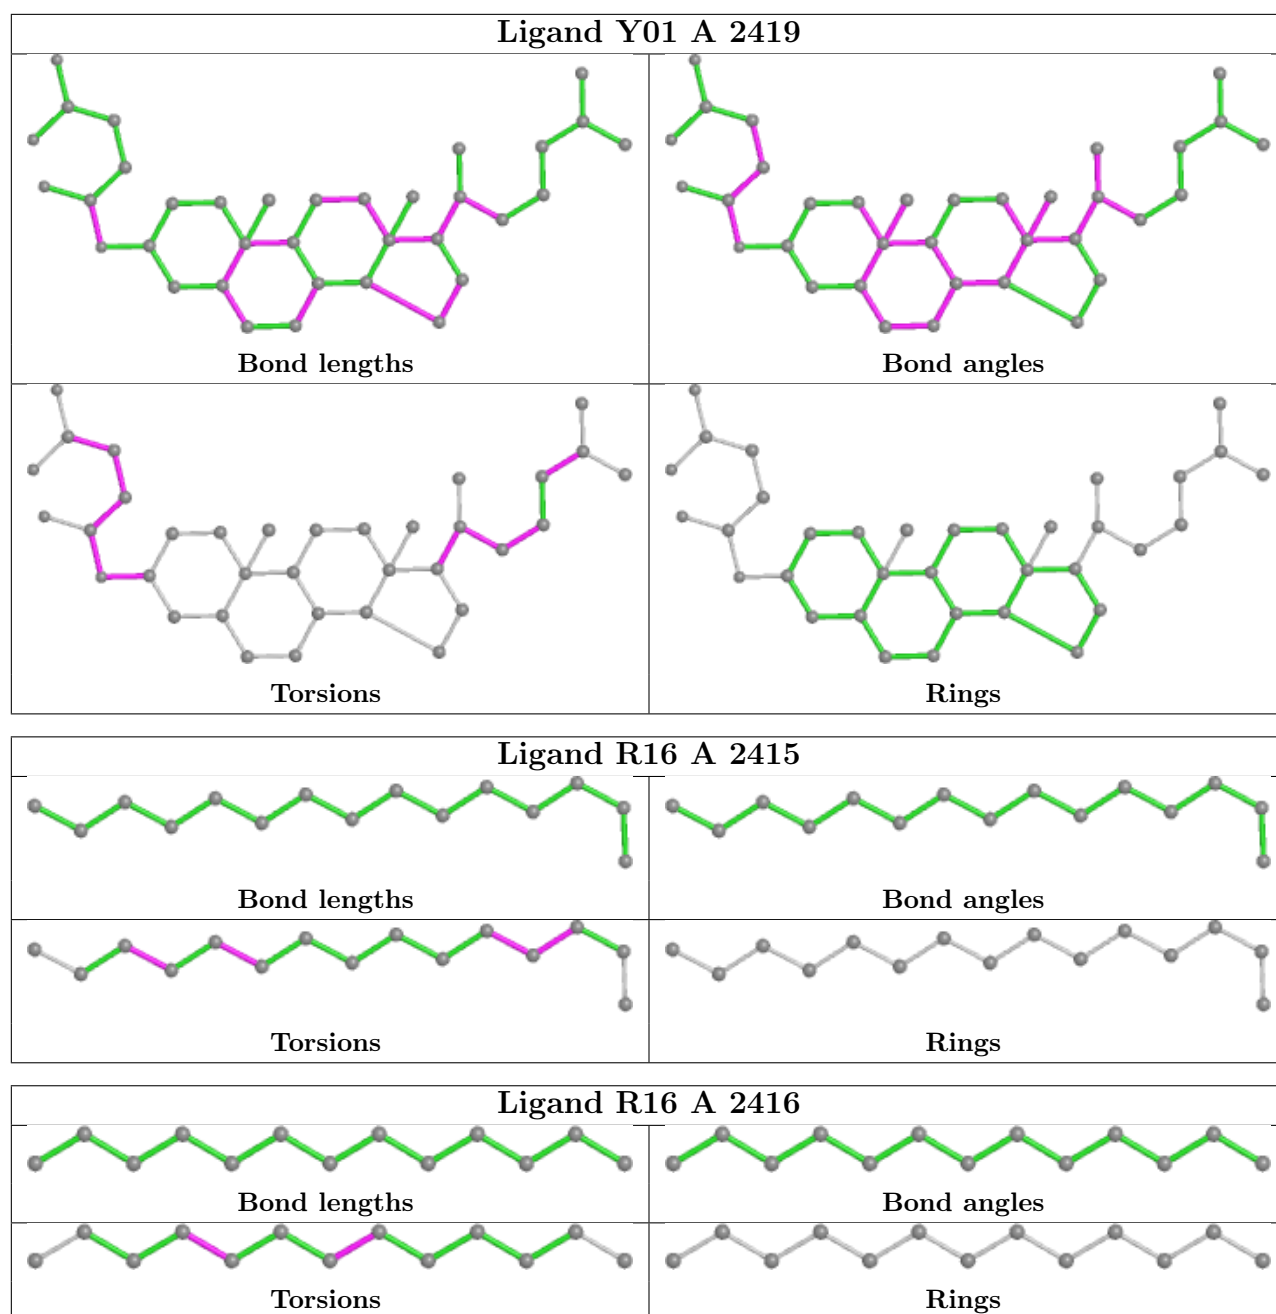 Ligand Y01 A 2419
Bond lengths
Bond angles
Torsions
Rings
Ligand R16 A 2415
Bond lengths
Bond angles
Torsions
Rings
Ligand R16 A 2416
Bond lengths
Bond angles
Torsions
Rings